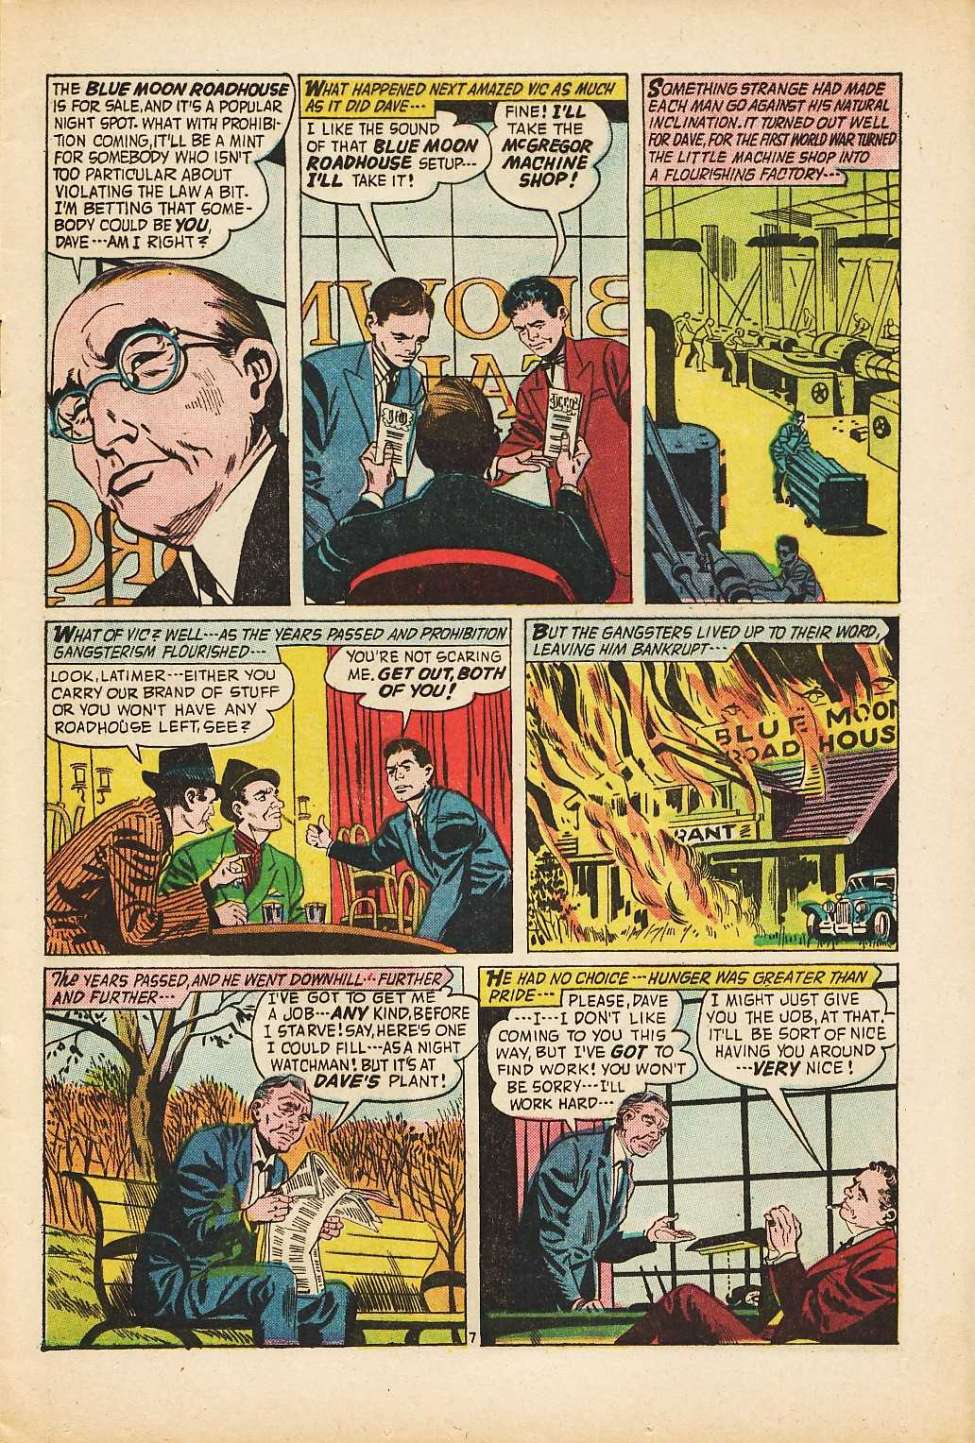 THE BLUE MOON ROADHOUSE
IS FOR SALE, AND IT'S A POPULAR
NIGHT SPOT. WHAT WITH PROHIBI-
TION COMING, IT'LL BE A MINT
FOR SOMEBODY WHO ISN'T
TOO PARTICULAR ABOUT
VIOLATING THE LAW A BIT.
I'M BETTING THAT SOME-
BODY COULD BE YOU,
DAVE---AM I RIGHT?
WHAT HAPPENED NEXT AMAZED VIC AS MUCH
AS IT DID DAVE---
I LIKE THE SOUND
OF THAT BLUE MOON
ROADHOUSE SETUP---
I'LL TAKE IT!
FINE! I'LL
TAKE THE
McGREGOR
MACHINE
SHOP!
SOMETHING STRANGE HAD MADE
EACH MAN GO AGAINST HIS NATURAL
INCLINATION. IT TURNED OUT WELL
FOR DAVE, FOR THE FIRST WORLD WAR TURNED
THE LITTLE MACHINE SHOP INTO
A FLOURISHING FACTORY---
WHAT OF VIC? WELL---AS THE YEARS PASSED AND PROHIBITION
GANGSTERISM FLOURISHED---
LOOK, LATIMER---EITHER YOU
CARRY OUR BRAND OF STUFF
OR YOU WON'T HAVE ANY
ROADHOUSE LEFT, SEE?
YOU'RE NOT SCARING
ME. GET OUT, BOTH
OF YOU!
BUT THE GANGSTERS LIVED UP TO THEIR WORD,
LEAVING HIM BANKRUPT---
BLUE MOON
ROAD HOUS
RANT
THE YEARS PASSED, AND HE WENT DOWNHILL--FURTHER
AND FURTHER---
I'VE GOT TO GET ME
A JOB---ANY KIND, BEFORE
I STARVE! SAY, HERE'S ONE
I COULD FILL---AS A NIGHT
WATCHMAN! BUT IT'S AT
DAVE'S PLANT!
7
HE HAD NO CHOICE---HUNGER WAS GREATER THAN
PRIDE---
PLEASE, DAVE
---I---I DON'T LIKE
COMING TO YOU THIS
WAY, BUT I'VE GOT TO
FIND WORK! YOU WON'T
BE SORRY---I'LL
WORK HARD---
I MIGHT JUST GIVE
YOU THE JOB, AT THAT.
IT'LL BE SORT OF NICE
HAVING YOU AROUND
---VERY NICE!